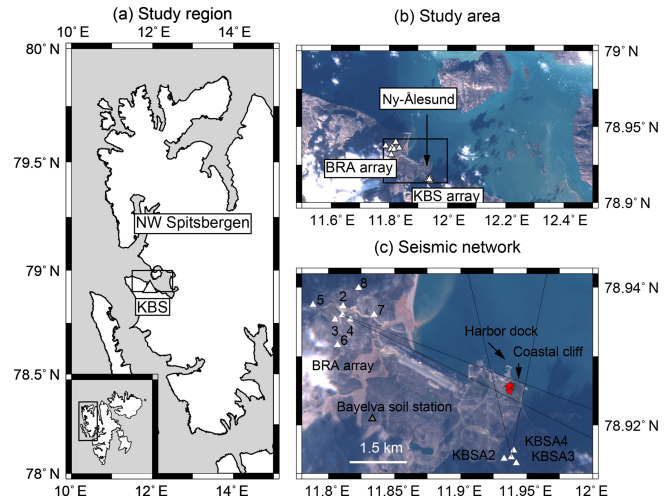 (a) Study region
10° E 12° E 14° E
80° N
79.5° N
NW Spitsbergen
79° N
KBS
78.5° N
78° N
10° E 12° E 14° E
(b) Study area
79° N
Ny-Ålesund
78.95° N
BRA array
KBS array
78.9° N
11.6° E 11.8° E 12° E 12.2° E 12.4° E
(c) Seismic network
8
78.94° N
5 2 7
3 4
6
Harbor dock
Coastal cliff
BRA array
Bayelva soil station
78.92° N
1.5 km
KBSA4
KBSA2 KBSA3
11.8° E 11.85° E 11.9° E 11.95° E 12° E